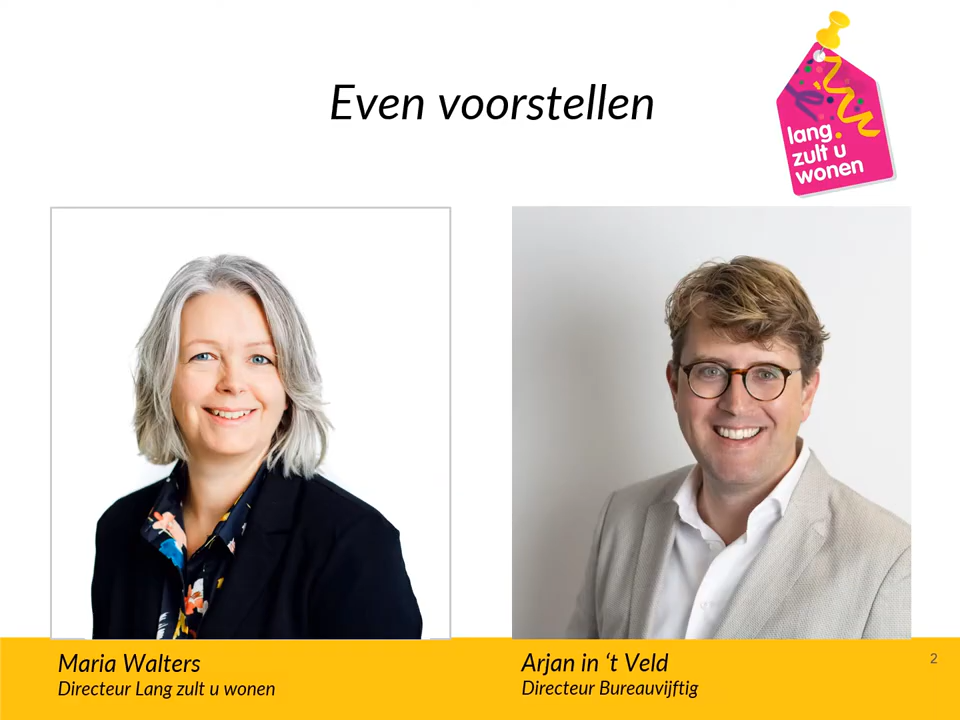 Even voorstellen
lang
zult u
wonen
Maria Walters
Directeur Lang zult u wonen
Arjan in ‘t Veld
Directeur Bureauvijftig
2